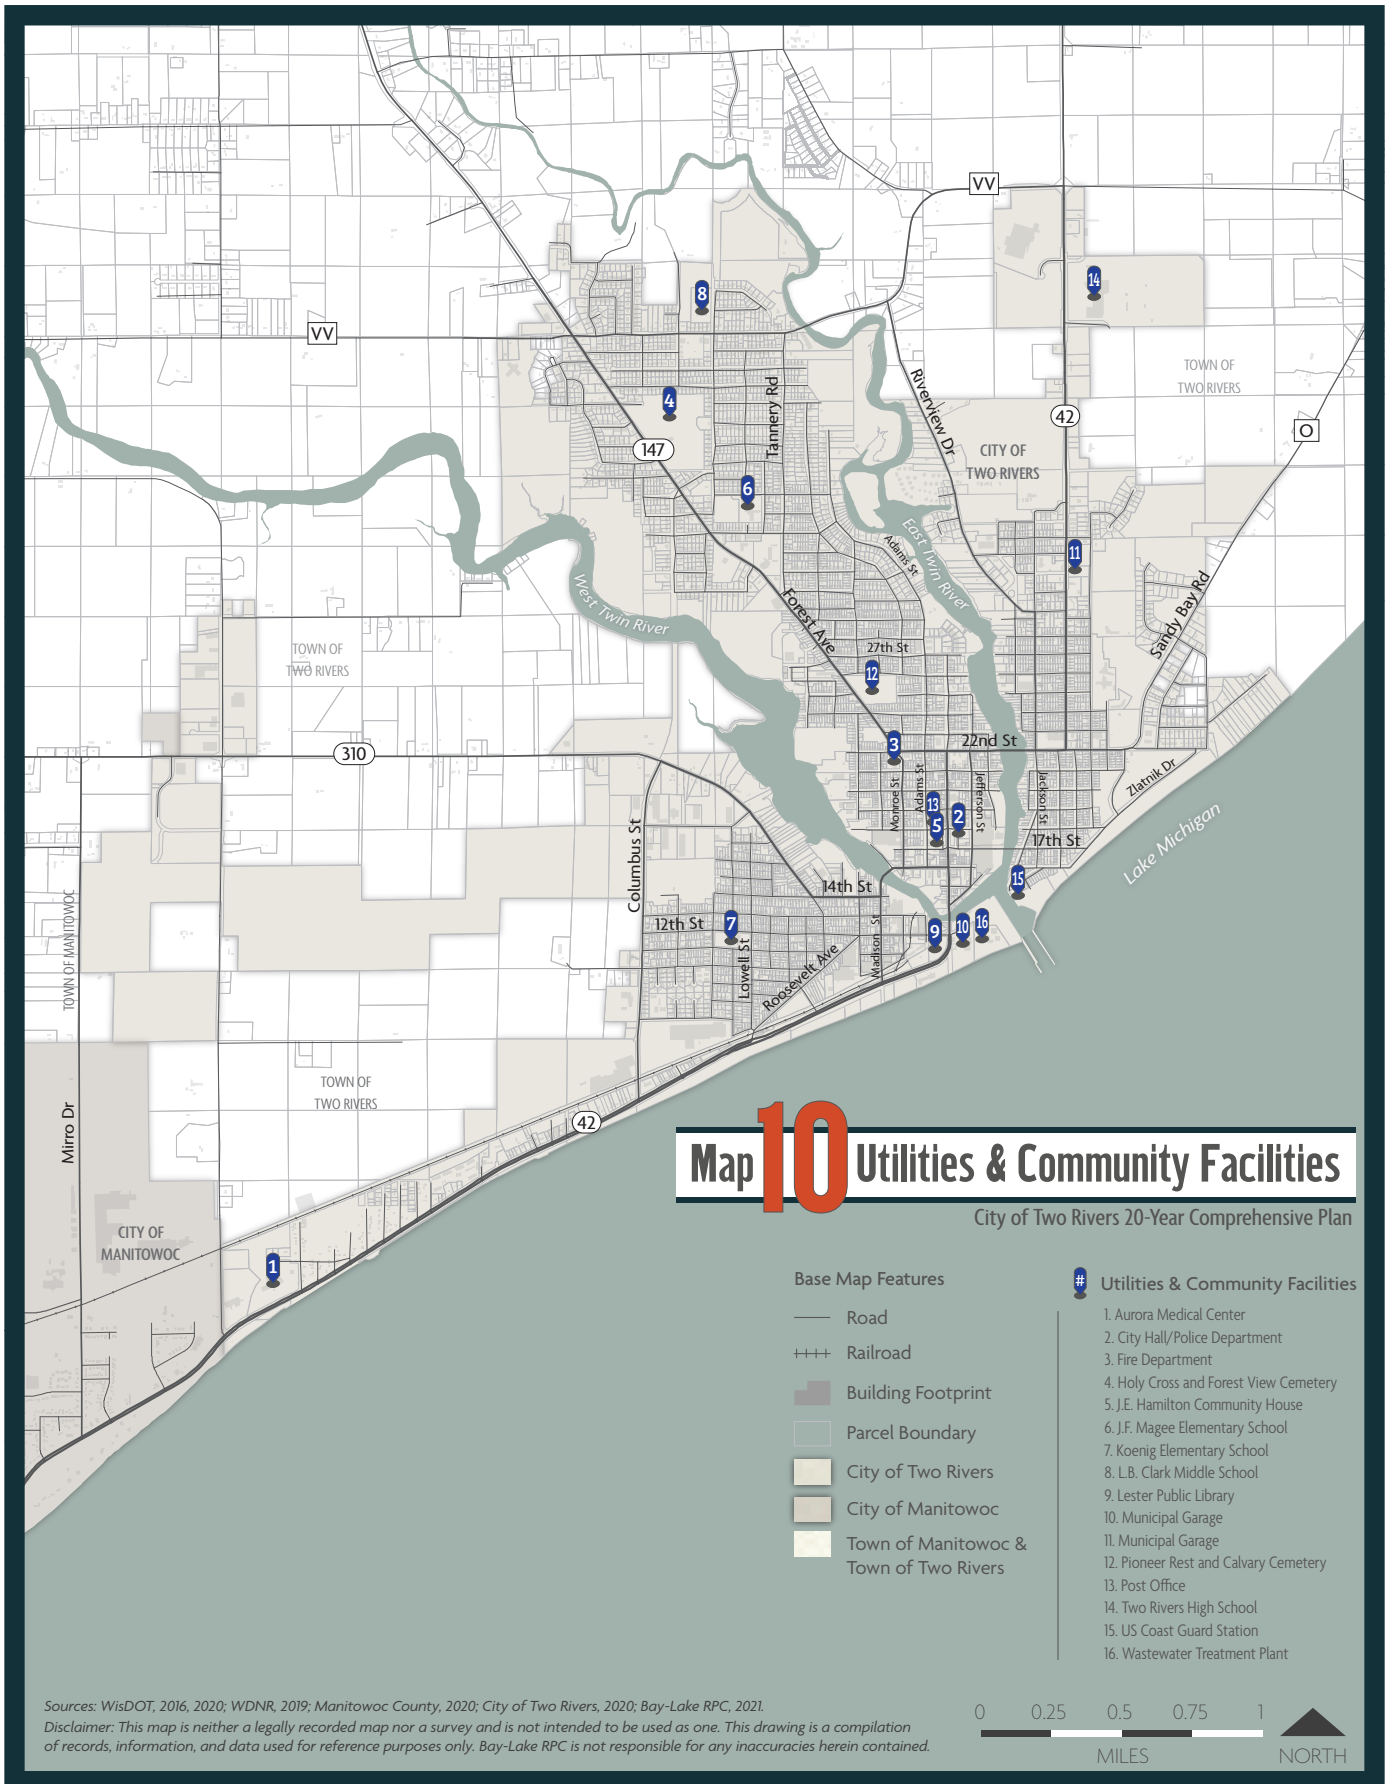 VV
14
8
VV
TOWN OF
TWO RIVERS
Riverview Dr
Tannery Rd
4
42
O
147
CITY OF
TWO RIVERS
6
East Twin River
Adams St
11
West Twin River
Forest Ave
Sandy Bay Rd
27th St
TOWN OF
TWO RIVERS
12
3
22nd St
310
Zlatnik Dr
Monroe St
Adams St
Jefferson St
Jackson St
13
5
2
17th St
Lake Michigan
Columbus St
15
14th St
TOWN OF MANITOWOC
12th St
7
Madison St
9
10
16
Lowell St
Roosevelt Ave
TOWN OF
TWO RIVERS
Mirro Dr
42
CITY OF
MANITOWOC
1
Map 10 Utilities & Community Facilities
City of Two Rivers 20-Year Comprehensive Plan
Base Map Features
Road
Railroad
Building Footprint
Parcel Boundary
City of Two Rivers
City of Manitowoc
Town of Manitowoc &
Town of Two Rivers
# Utilities & Community Facilities
1. Aurora Medical Center
2. City Hall/Police Department
3. Fire Department
4. Holy Cross and Forest View Cemetery
5. J.E. Hamilton Community House
6. J.F. Magee Elementary School
7. Koenig Elementary School
8. L.B. Clark Middle School
9. Lester Public Library
10. Municipal Garage
11. Municipal Garage
12. Pioneer Rest and Calvary Cemetery
13. Post Office
14. Two Rivers High School
15. US Coast Guard Station
16. Wastewater Treatment Plant
Sources: WisDOT, 2016, 2020; WDNR, 2019; Manitowoc County, 2020; City of Two Rivers, 2020; Bay-Lake RPC, 2021.
Disclaimer: This map is neither a legally recorded map nor a survey and is not intended to be used as one. This drawing is a compilation
of records, information, and data used for reference purposes only. Bay-Lake RPC is not responsible for any inaccuracies herein contained.
0 0.25 0.5 0.75 1
MILES
NORTH